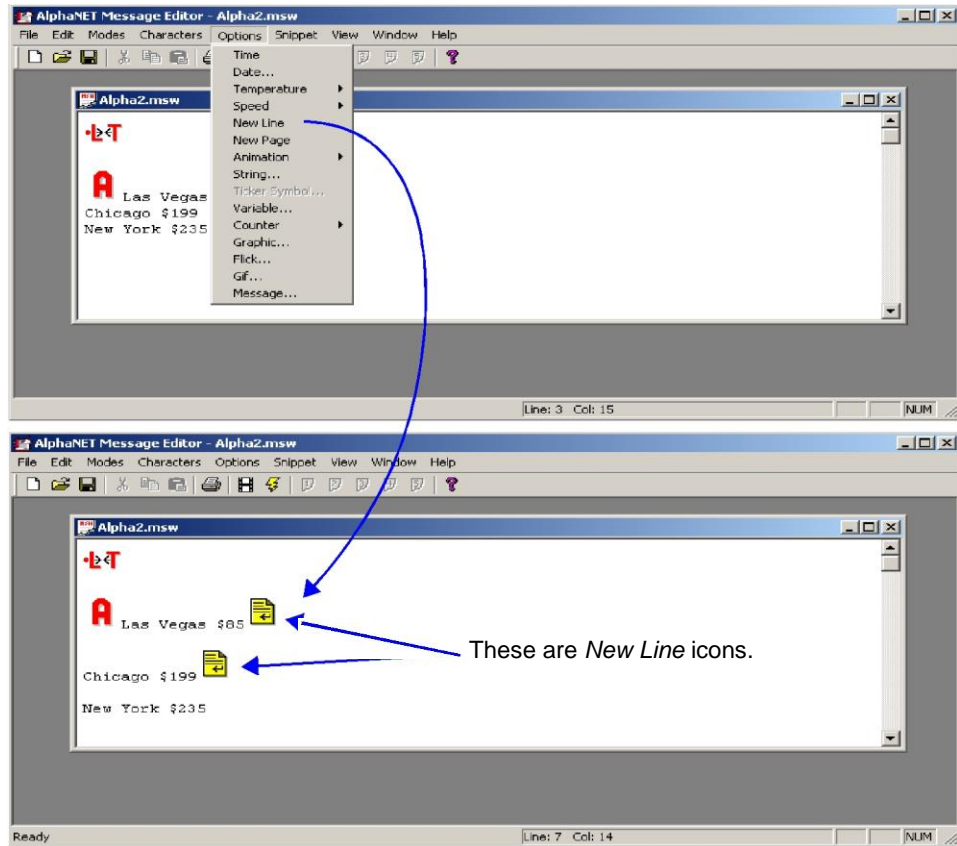 AlphaNET Message Editor - Alpha2.msw
File Edit Modes Characters Options Snippet View Window Help
Time
Date...
Temperature
Speed
New Line
New Page
Animation
String...
Ticker Symbol...
Variable...
Counter
Graphic...
Flick...
Gif...
Message...
Alpha2.msw
A Las Vegas
Chicago $199
New York $235
Line: 3 Col: 15
NUM
AlphaNET Message Editor - Alpha2.msw
File Edit Modes Characters Options Snippet View Window Help
Alpha2.msw
A Las Vegas $85
These are New Line icons.
Chicago $199
New York $235
Ready
Line: 7 Col: 14
NUM